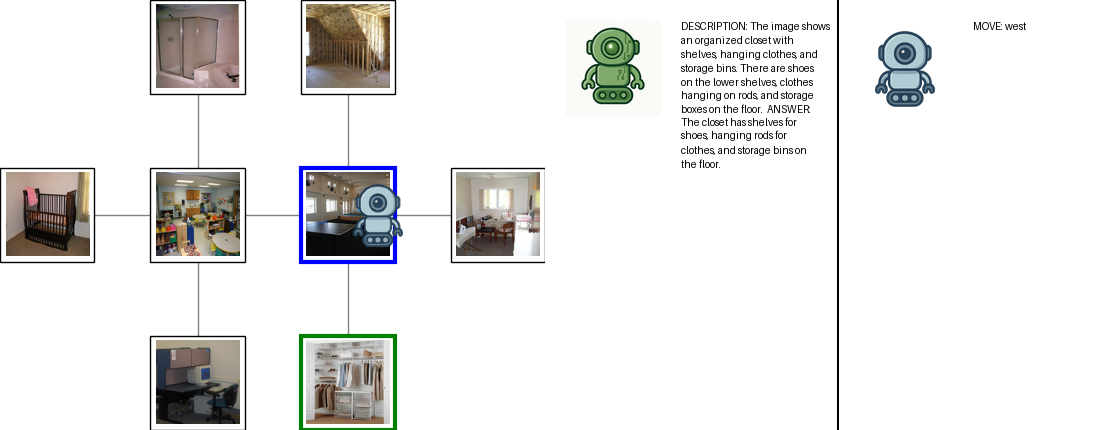 DESCRIPTION: The image shows
an organized closet with
shelves, hanging clothes, and
storage bins. There are shoes
on the lower shelves, clothes
hanging on rods, and storage
boxes on the floor. ANSWER
The closet has shelves for
shoes, hanging rods for
clothes, and storage bins on
the floor.
MOVE: west